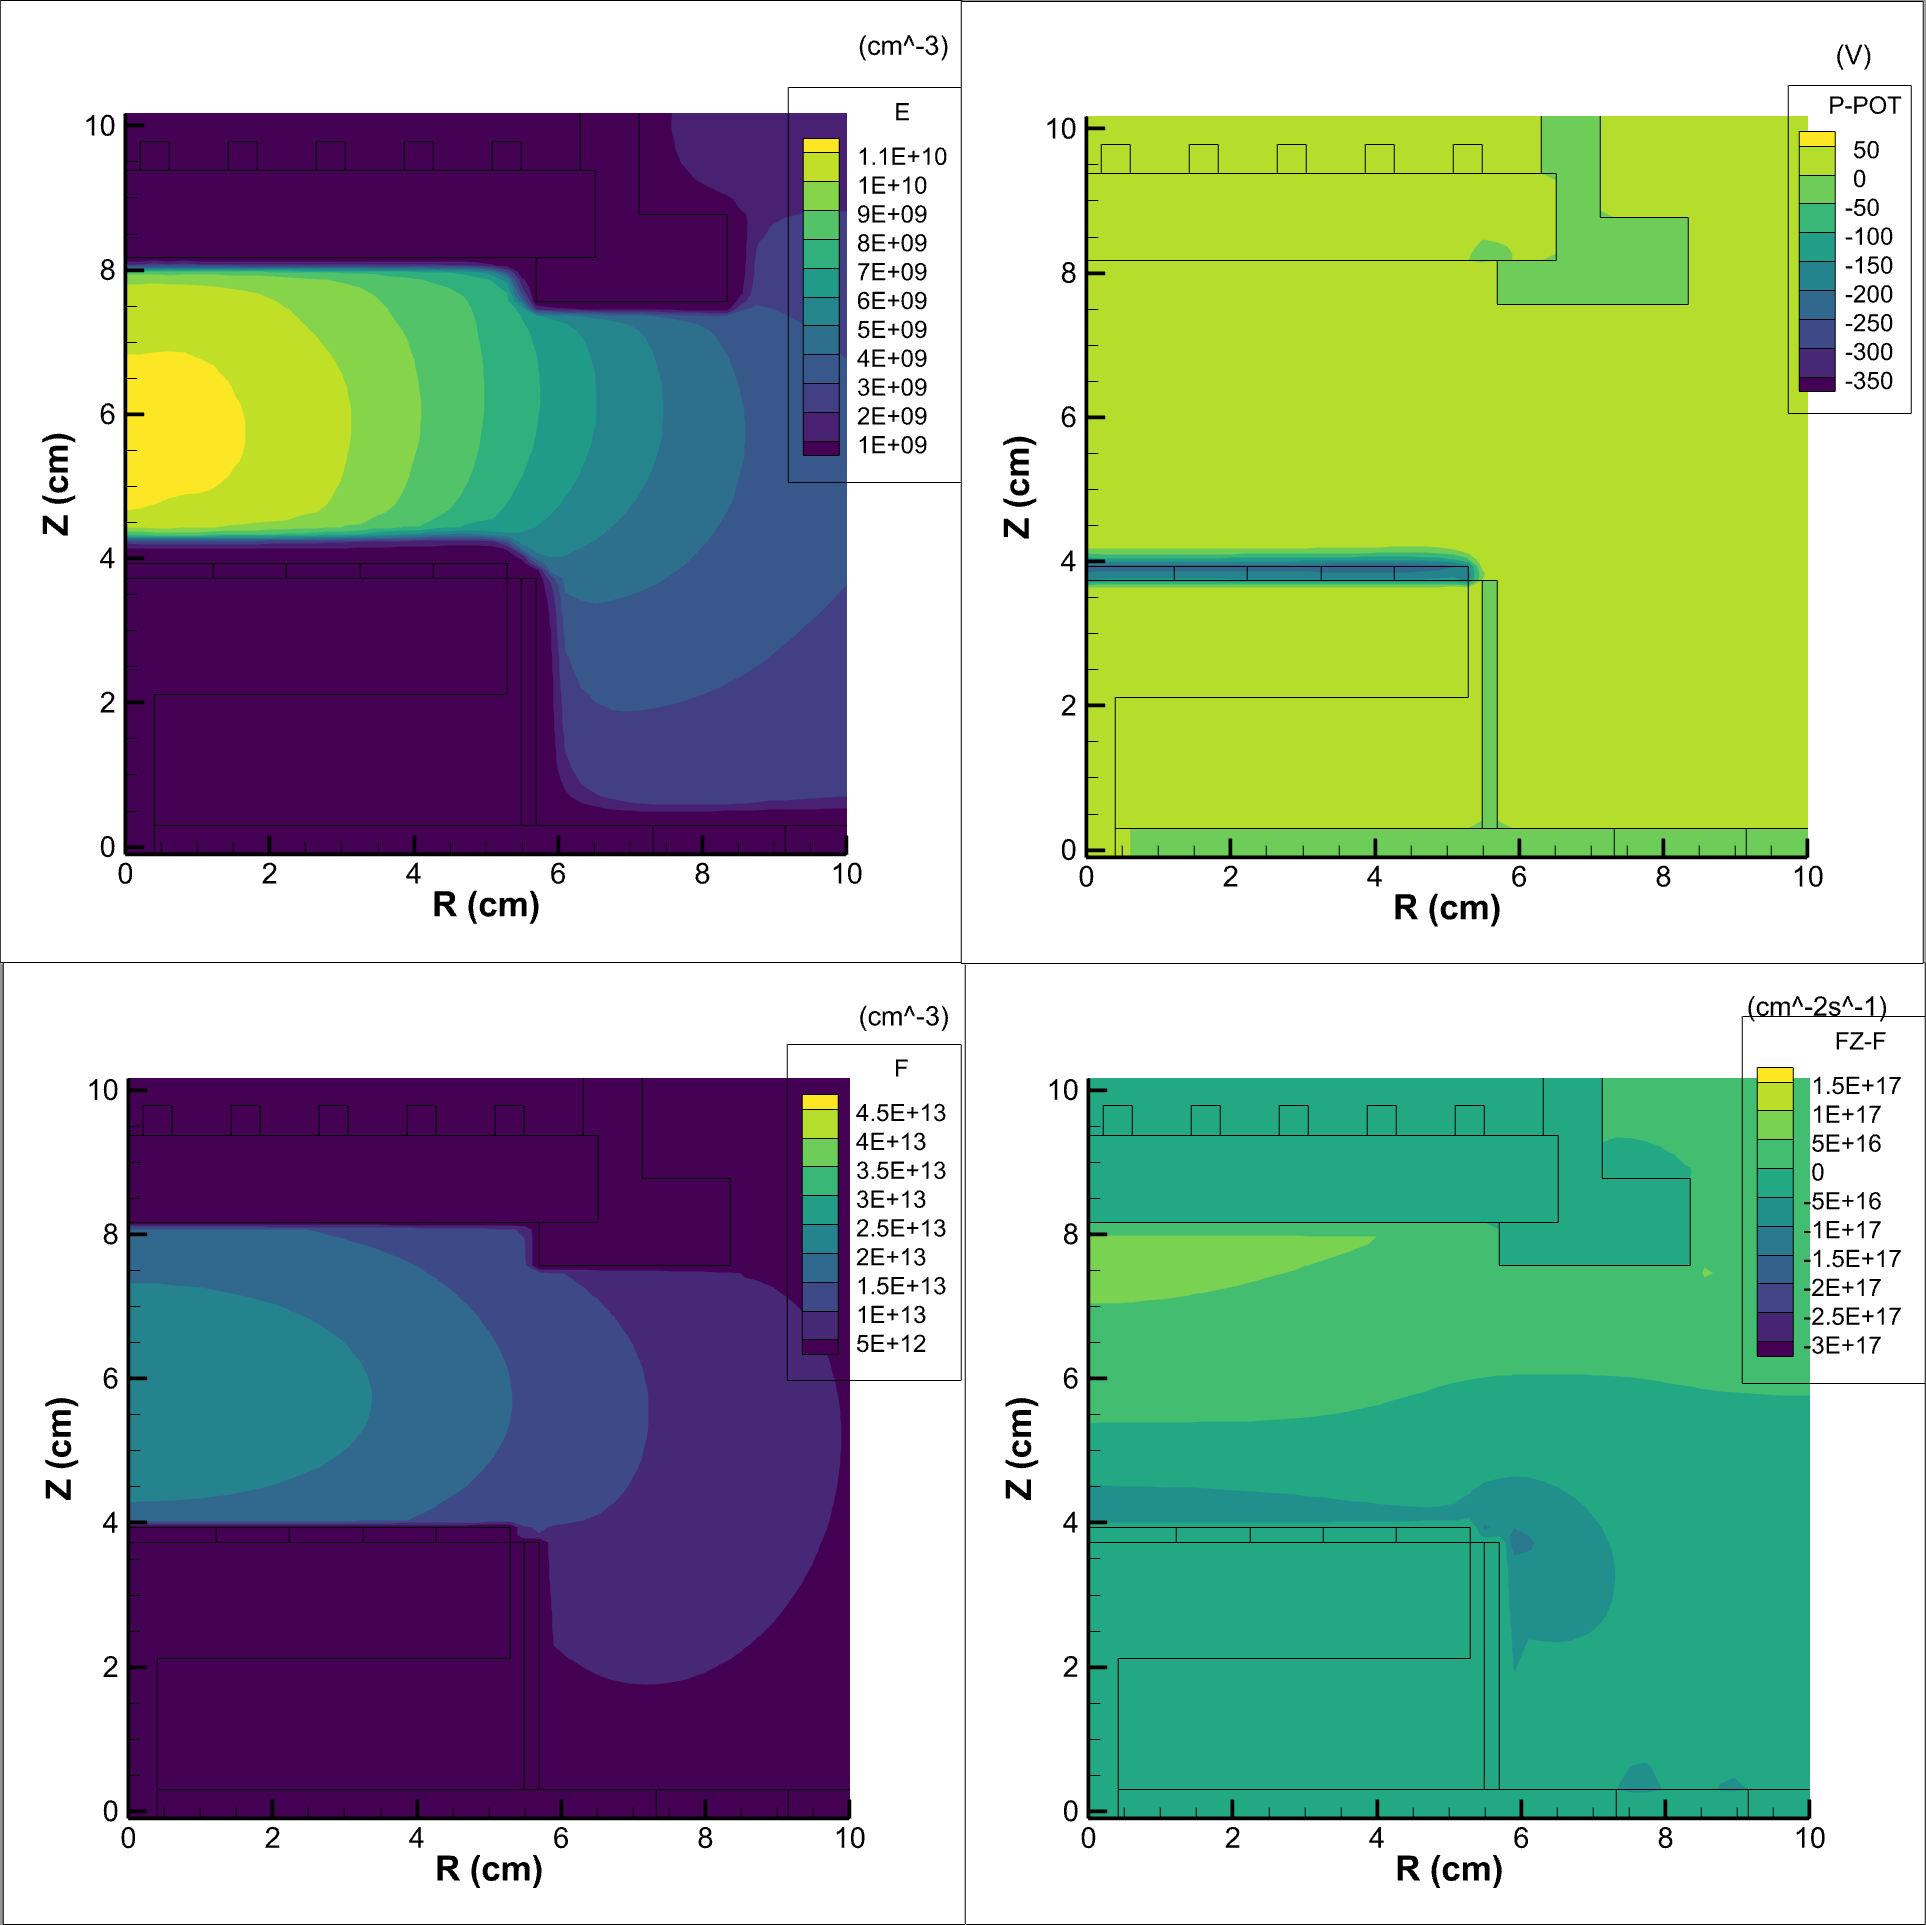 (cm^-3)
E
1.1E+10
1E+10
9E+09
8E+09
7E+09
6E+09
5E+09
4E+09
3E+09
2E+09
1E+09
10
8
6
4
2
0
Z (cm)
0 2 4 6 8 10
R (cm)
(V)
P-POT
50
0
-50
-100
-150
-200
-250
-300
-350
10
8
6
4
2
0
Z (cm)
0 2 4 6 8 10
R (cm)
(cm^-3)
F
4.5E+13
4E+13
3.5E+13
3E+13
2.5E+13
2E+13
1.5E+13
1E+13
5E+12
10
8
6
4
2
0
Z (cm)
0 2 4 6 8 10
R (cm)
(cm^-2s^-1)
FZ-F
1.5E+17
1E+17
5E+16
0
-5E+16
-1E+17
-1.5E+17
-2E+17
-2.5E+17
-3E+17
10
8
6
4
2
0
Z (cm)
0 2 4 6 8 10
R (cm)